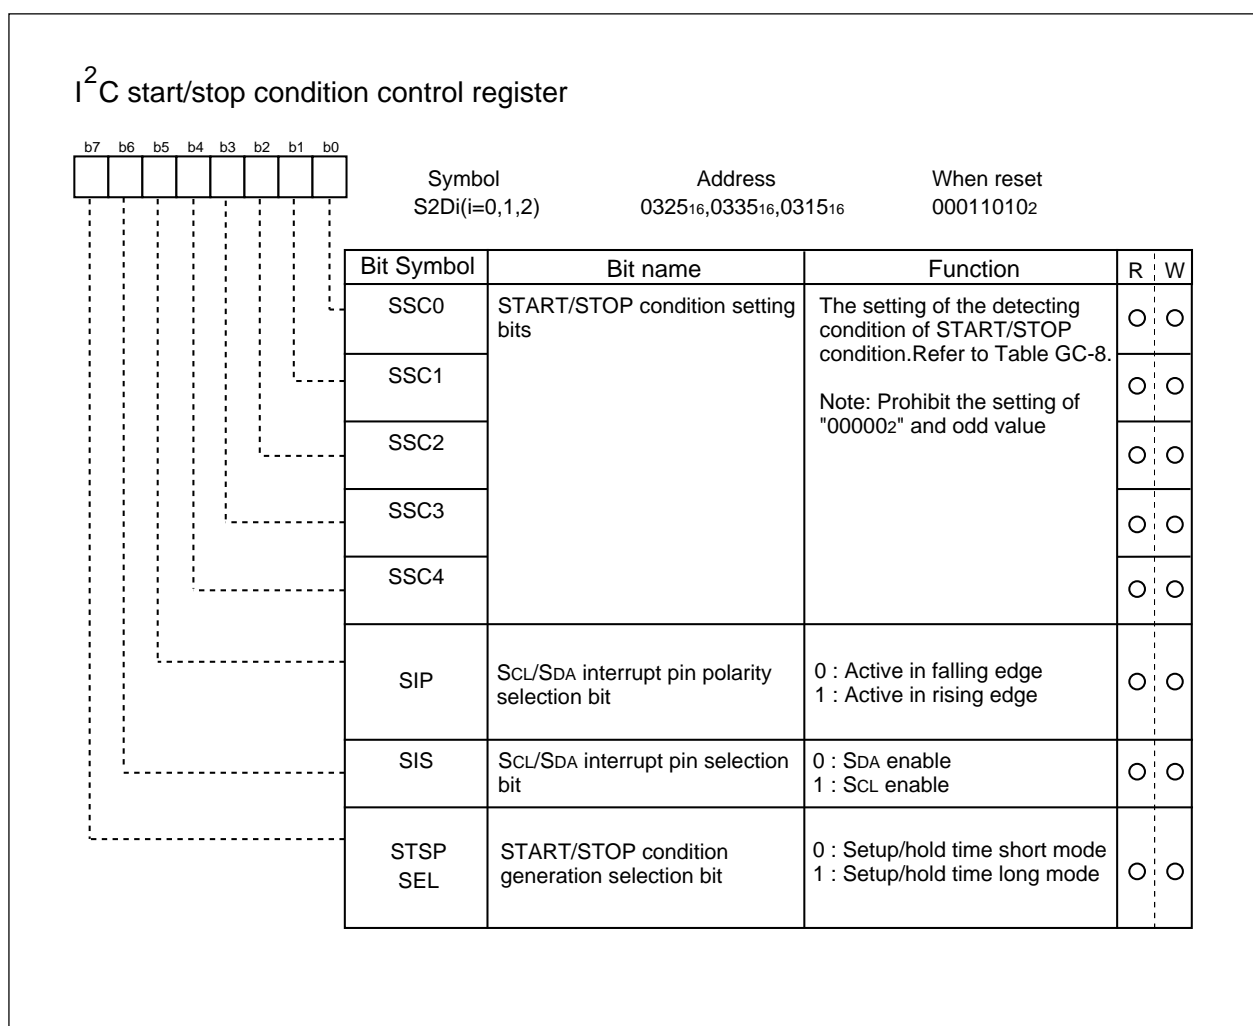 I2C start/stop condition control register
b7 b6 b5 b4 b3 b2 b1 b0
Symbol Address When reset
S2Di(i=0,1,2) 032516,033516,031516 000110102
Bit Symbol Bit name Function R W
SSC0 START/STOP condition setting bits The setting of the detecting condition of START/STOP condition.Refer to Table GC-8.
Note: Prohibit the setting of "000002" and odd value
SSC1
SSC2
SSC3
SSC4
SIP SCL/SDA interrupt pin polarity selection bit 0 : Active in falling edge
1 : Active in rising edge
SIS SCL/SDA interrupt pin selection bit 0 : SDA enable
1 : SCL enable
STSP SEL START/STOP condition generation selection bit 0 : Setup/hold time short mode
1 : Setup/hold time long mode